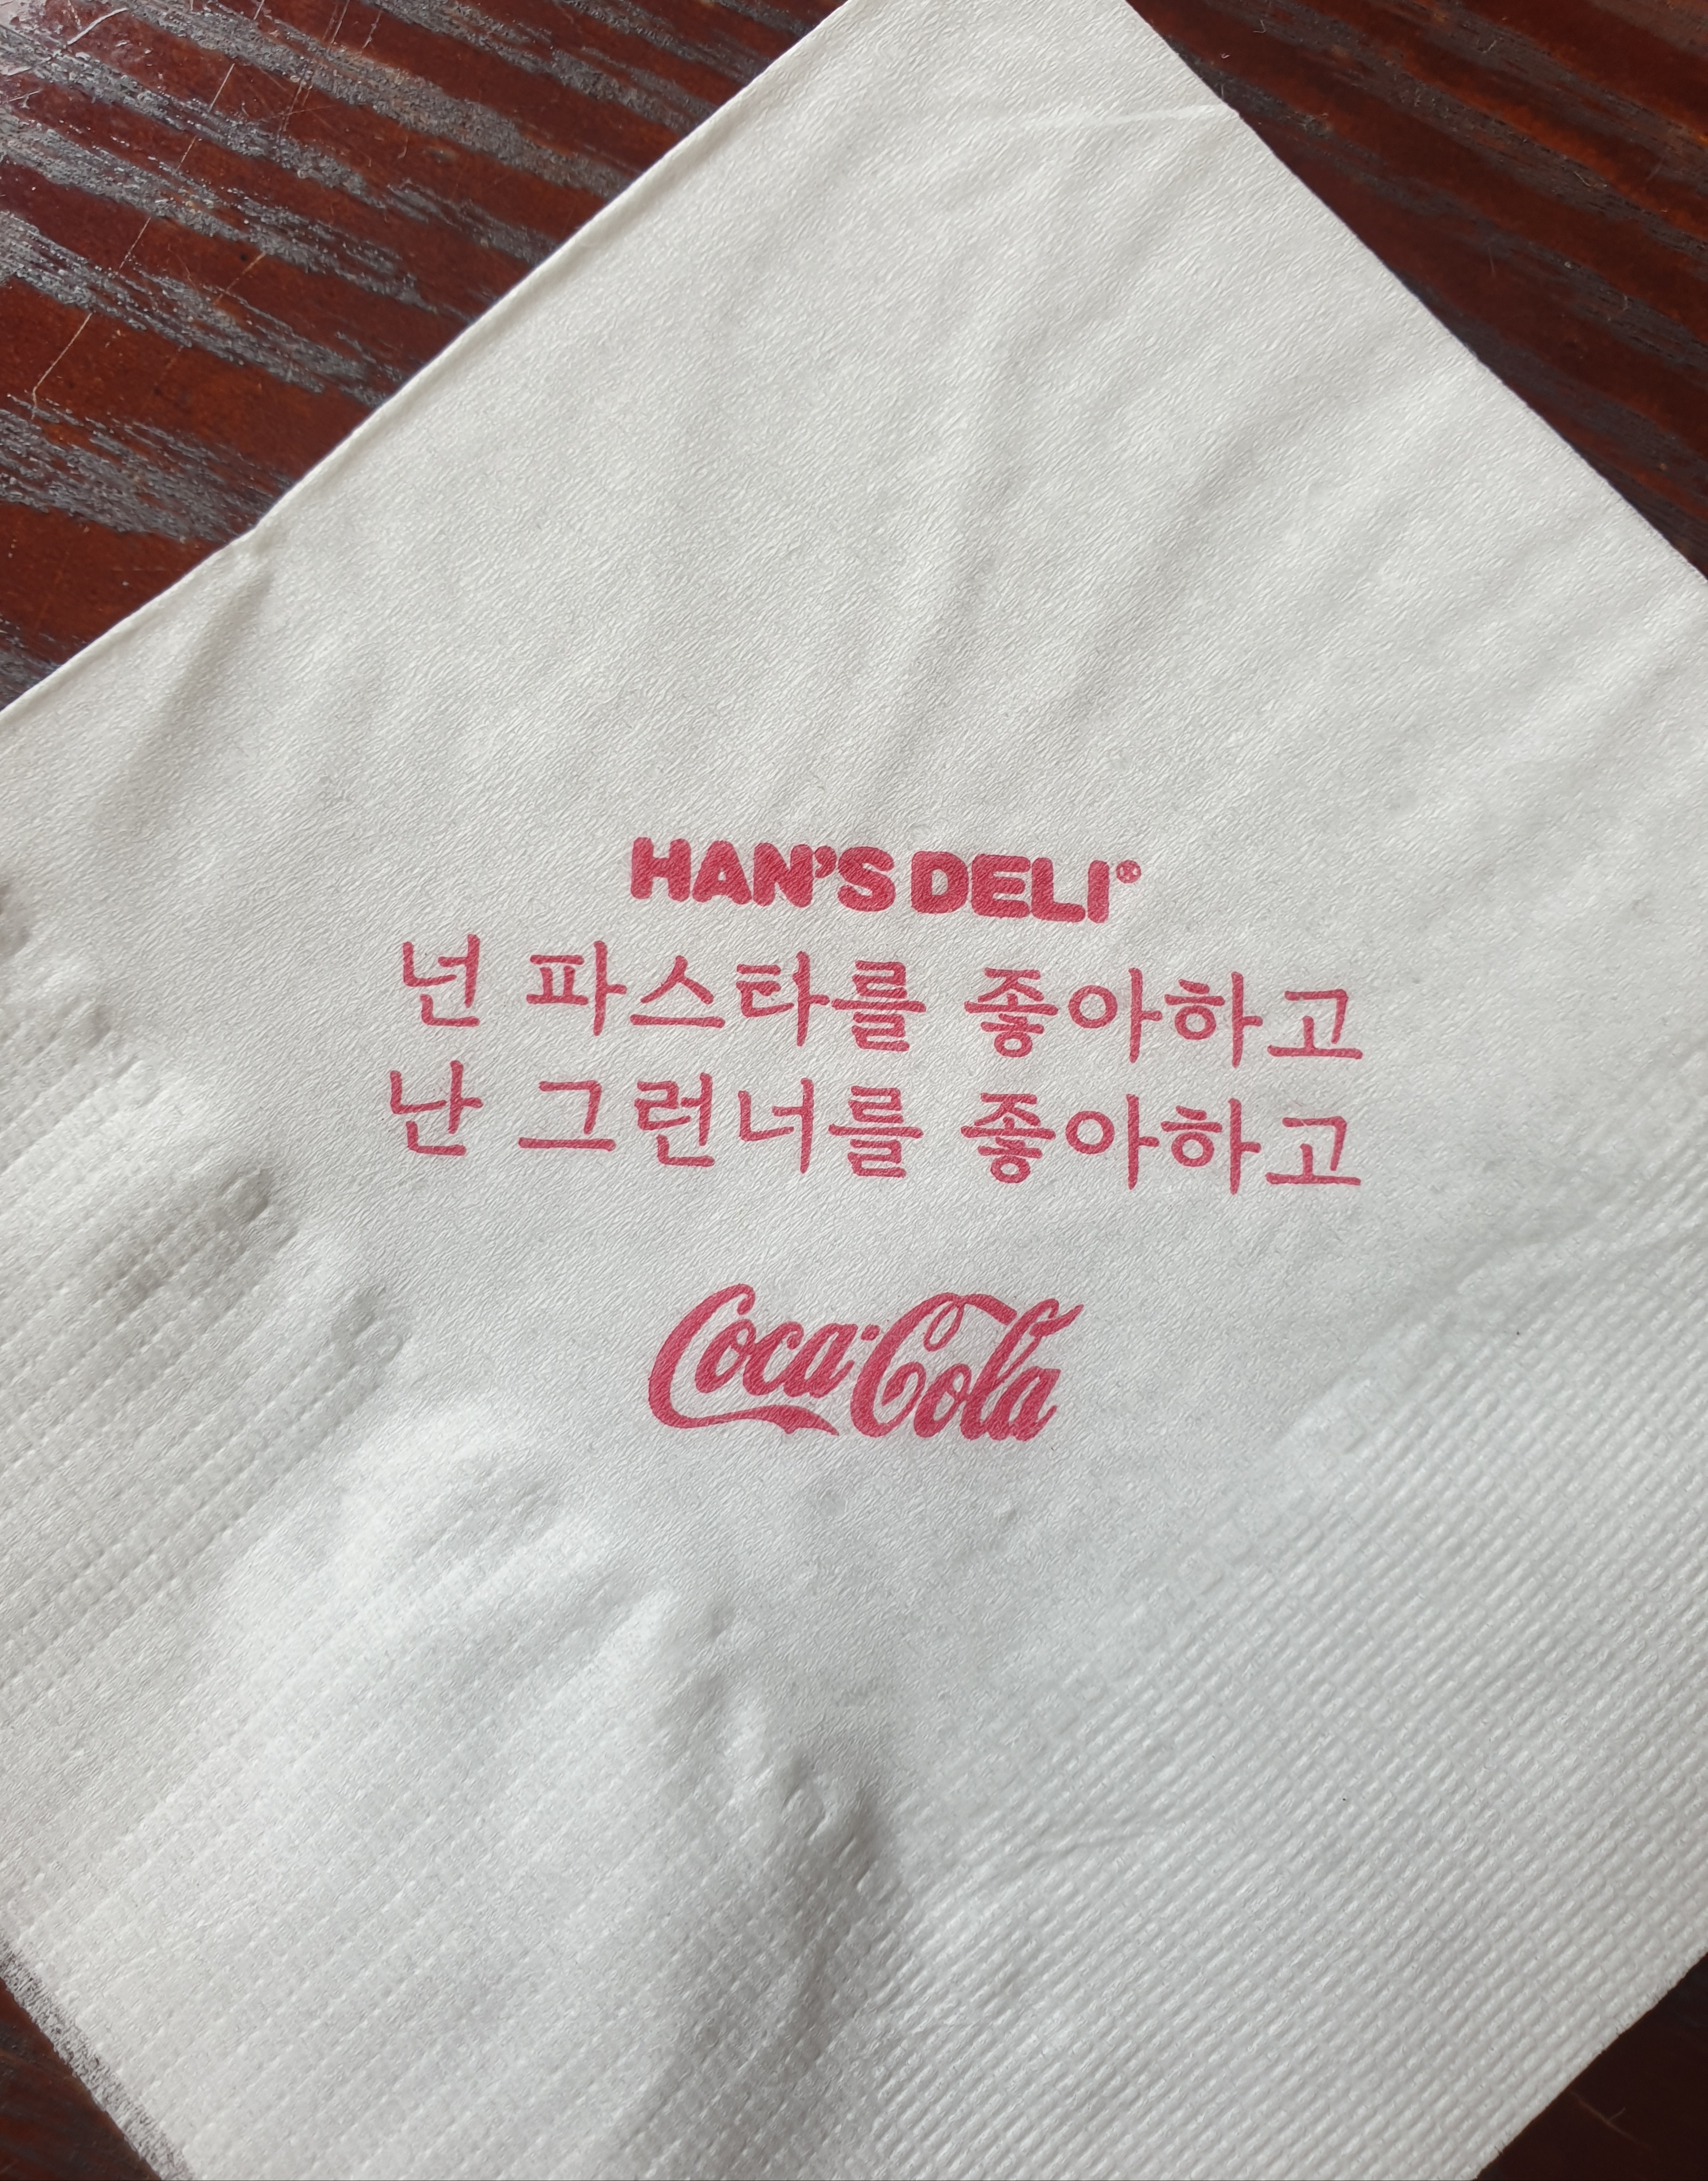 HAN'S DELI®
넌 파스타를 좋아하고
난 그런너를 좋아하고
Coca-Cola